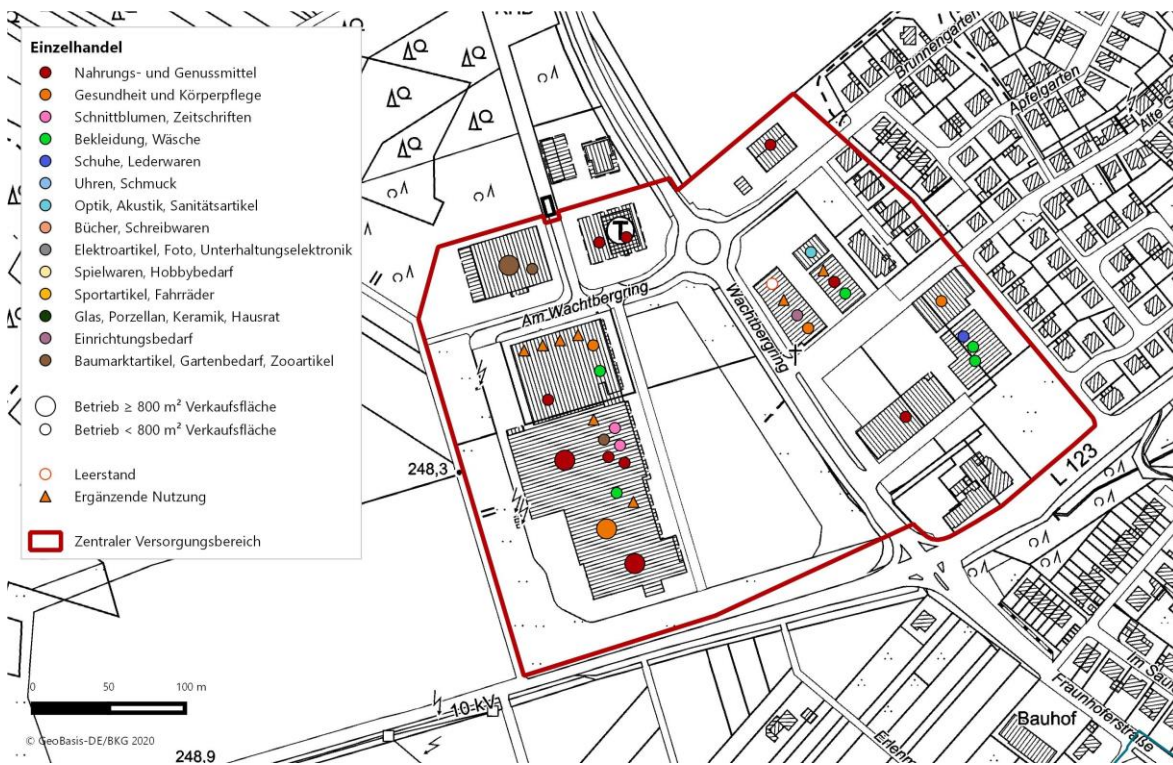 Einzelhandel
Nahrungs- und Genussmittel
Gesundheit und Körperpflege
Schnittblumen, Zeitschriften
Bekleidung, Wäsche
Schuhe, Lederwaren
Uhren, Schmuck
Optik, Akustik, Sanitätsartikel
Bücher, Schreibwaren
Elektroartikel, Foto, Unterhaltungselektronik
Spielwaren, Hobbybedarf
Sportartikel, Fahrräder
Glas, Porzellan, Keramik, Hausrat
Einrichtungsbedarf
Baumarktartikel, Gartenbedarf, Zooartikel
Betrieb ≥ 800 m² Verkaufsfläche
Betrieb < 800 m² Verkaufsfläche
Leerstand
Ergänzende Nutzung
Zentraler Versorgungsbereich
0 50 100 m
© GeoBasis-DE/BKG 2020
Brunnengarten
Apfelgarten
T
Am Wachtbergring
Wachtbergring
248,3
L 123
10-kV
248,9
Bauhof
Fraunhoferstraße